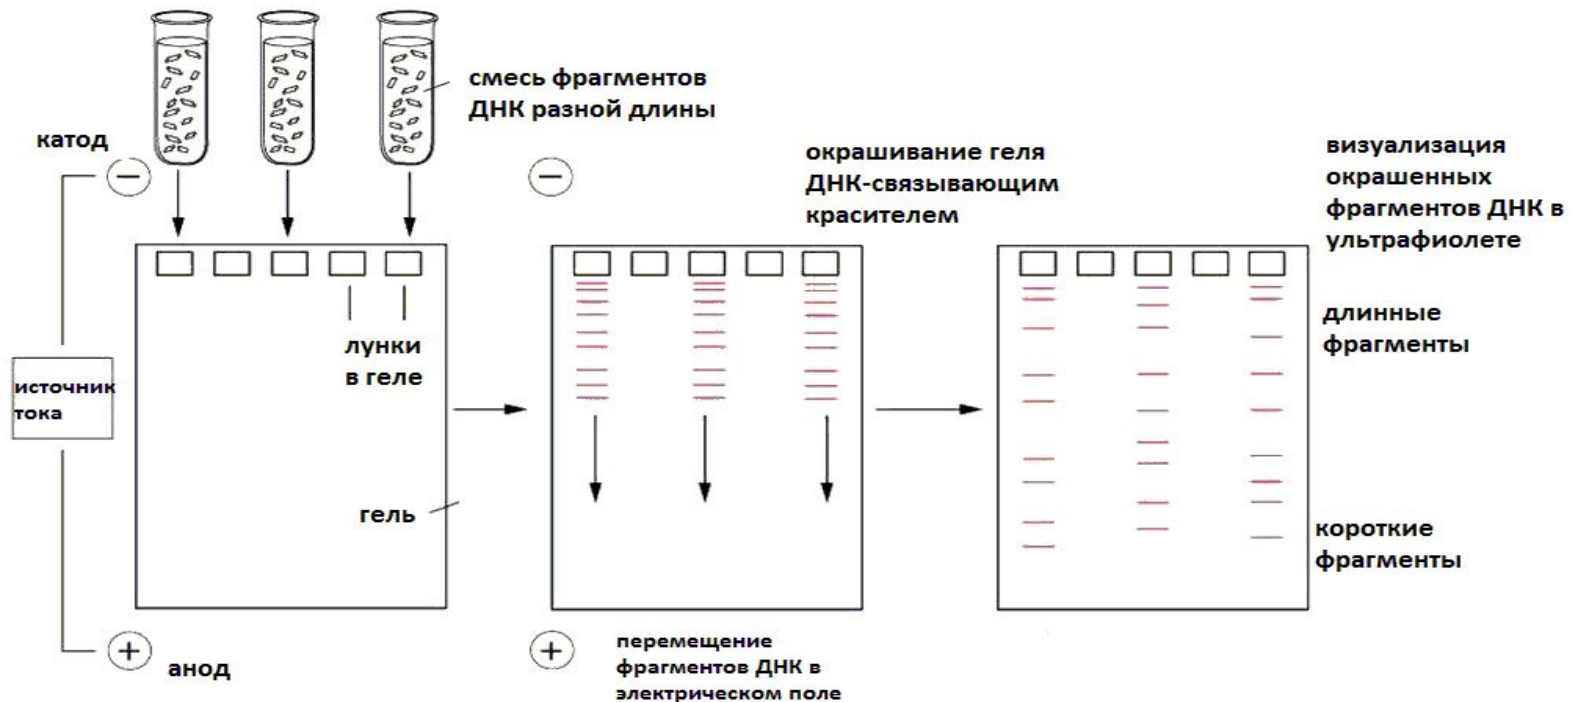 смесь фрагментов
ДНК разной длины
катод
−
−
окрашивание геля
ДНК-связывающим
красителем
визуализация
окрашенных
фрагментов ДНК в
ультрафиолете
лунки
в геле
источник
тока
гель
длинные
фрагменты
короткие
фрагменты
+
анод
+
перемещение
фрагментов ДНК в
электрическом поле